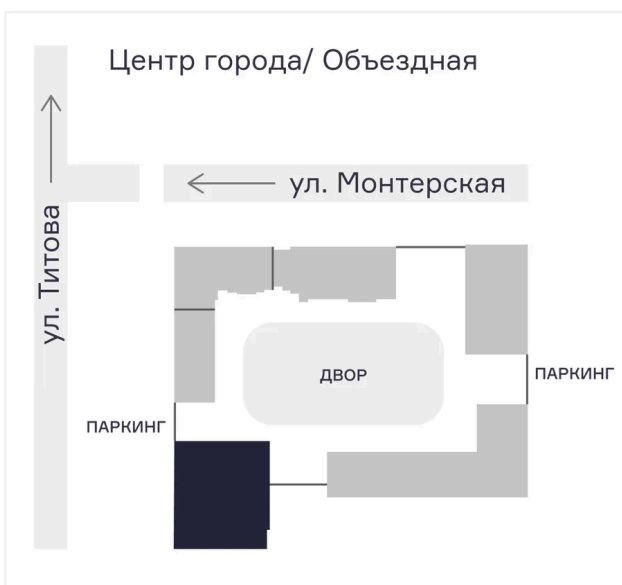 Центр города/ Объездная
ул. Монтерская
ул. Титова
ДВОР
ПАРКИНГ
ПАРКИНГ